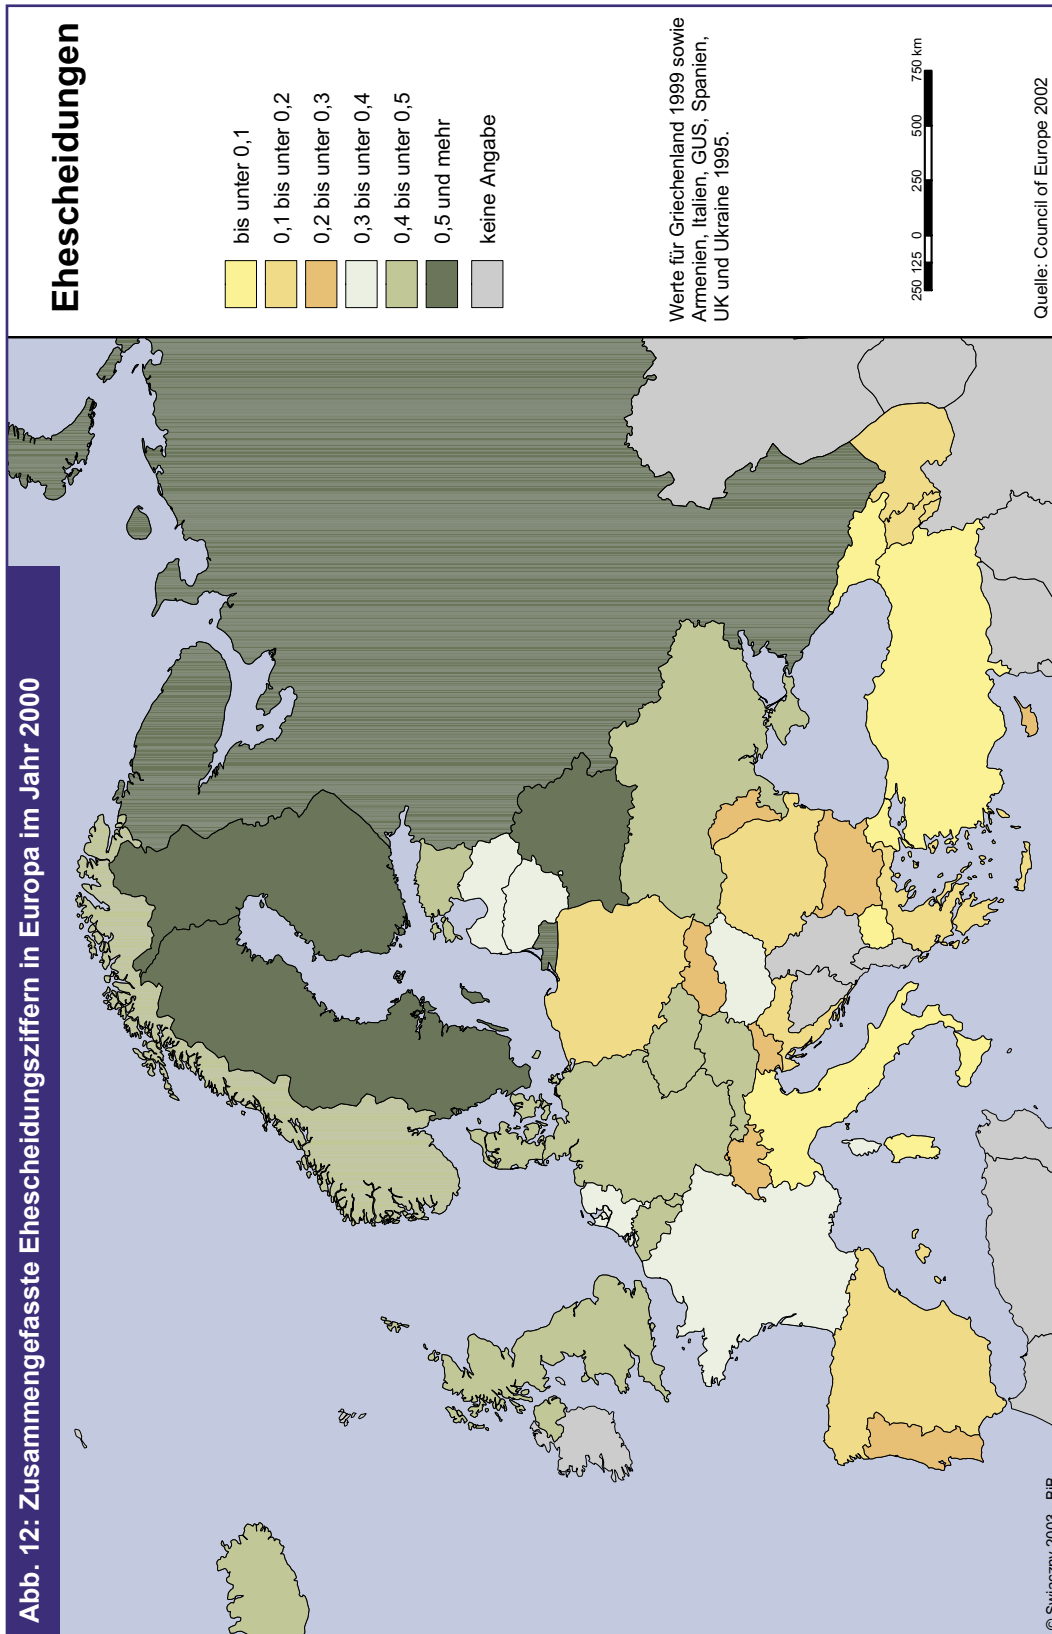 Abb. 12: Zusammengefasste Ehescheidungsziffern in Europa im Jahr 2000
Ehescheidungen
bis unter 0,1
0,1 bis unter 0,2
0,2 bis unter 0,3
0,3 bis unter 0,4
0,4 bis unter 0,5
0,5 und mehr
keine Angabe
Werte für Griechenland 1999 sowie
Armenien, Italien, GUS, Spanien,
UK und Ukraine 1995.
250 125 0 250 500 750 km
Quelle: Council of Europe 2002
© Swiaczny 2003 BiB